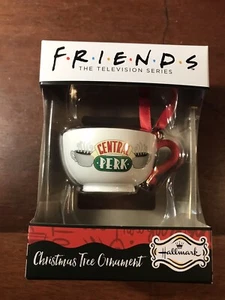 F·R·I·E·N·D·S
THE TELEVISION SERIES
CENTRAL
PERK
Christmas Tree Ornament
Hallmark